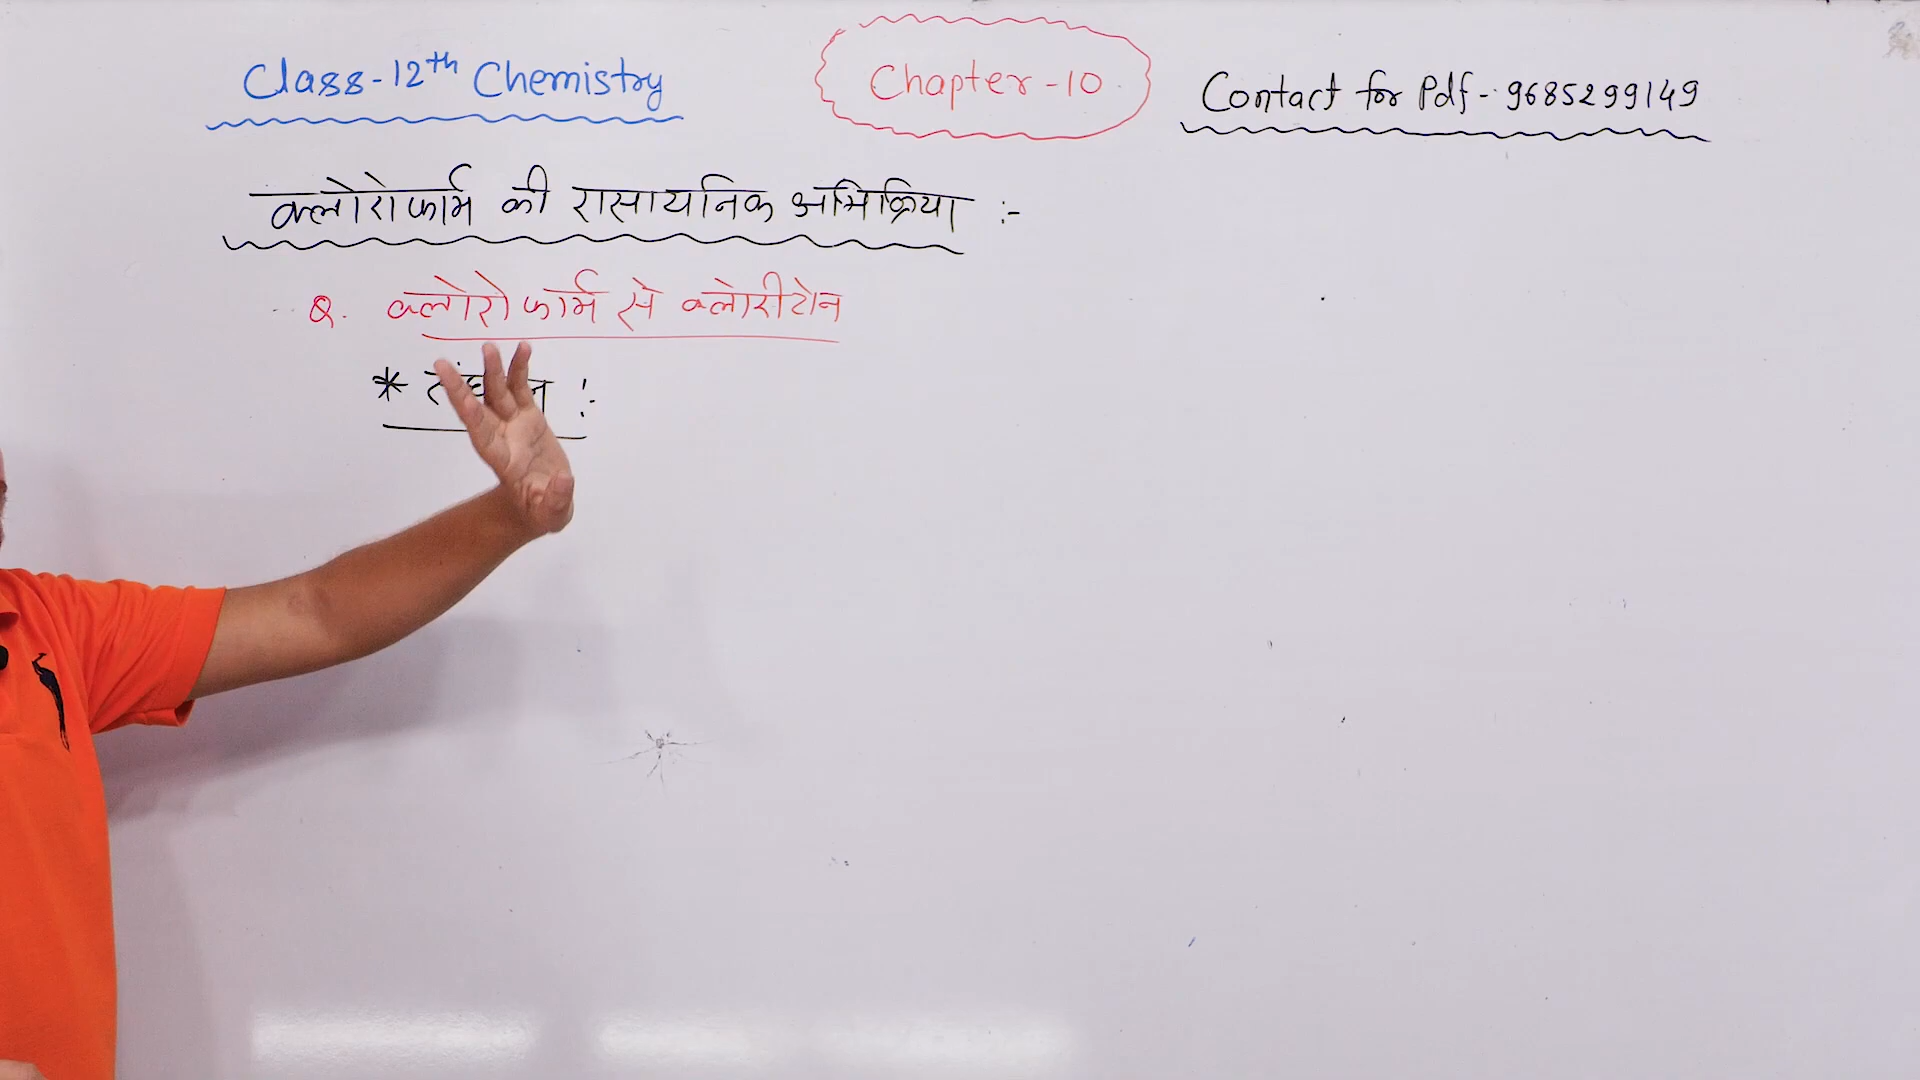 Class-12th Chemistry
Chapter-10
Contact for Pdf-9685299149
क्लोरोफार्म की रासायनिक अभिक्रिया :-
Q. क्लोरोफार्म से क्लोरीटोन
* :-